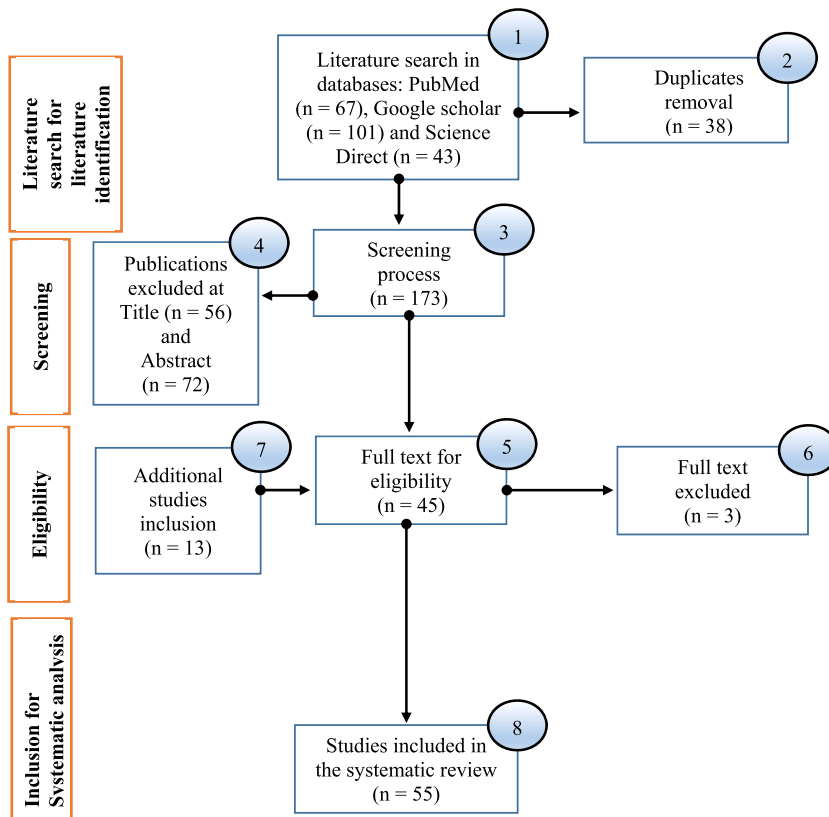 Literature
search for
literature
identification
1
Literature search in
databases: PubMed
(n = 67), Google scholar
(n = 101) and Science
Direct (n = 43)
2
Duplicates
removal
(n = 38)
Screening
4
Publications
excluded at
Title (n = 56)
and
Abstract
(n = 72)
3
Screening
process
(n = 173)
Eligibility
7
Additional
studies
inclusion
(n = 13)
5
Full text for
eligibility
(n = 45)
6
Full text
excluded
(n = 3)
Inclusion for
Systematic analysis
8
Studies included in
the systematic review
(n = 55)